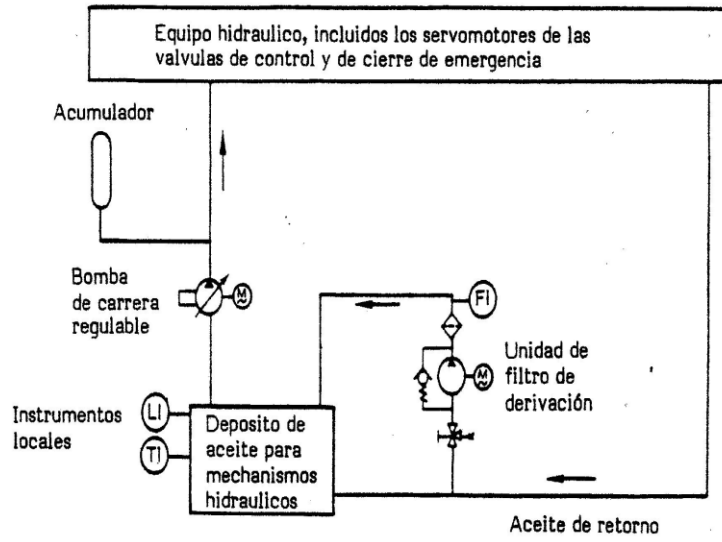 Equipo hidraulico, incluidos los servomotores de las
valvulas de control y de cierre de emergencia
Acumulador
Bomba
de carrera
regulable
M
FI
M
Unidad de
filtro de
derivación
Instrumentos
locales
LI
TI
Deposito de
aceite para
mechanismos
hidraulicos
Aceite de retorno